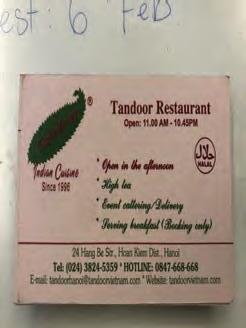 est: 6 Feb
®
Tandoor Restaurant
Open: 11.00 AM - 10.45PM
حلال
HALAL
Indian Cuisine
Since 1996
* Open in the afternoon
* High tea
* Event catering/Delivery
* Serving breakfast (Booking only)
24 Hang Be Str., Hoan Kiem Dist., Hanoi
Tel: (024) 3824-5359 * HOTLINE: 0847-668-668
E-mail: tandoorhanoi@tandoorvietnam.com * Website: tandoorvietnam.com